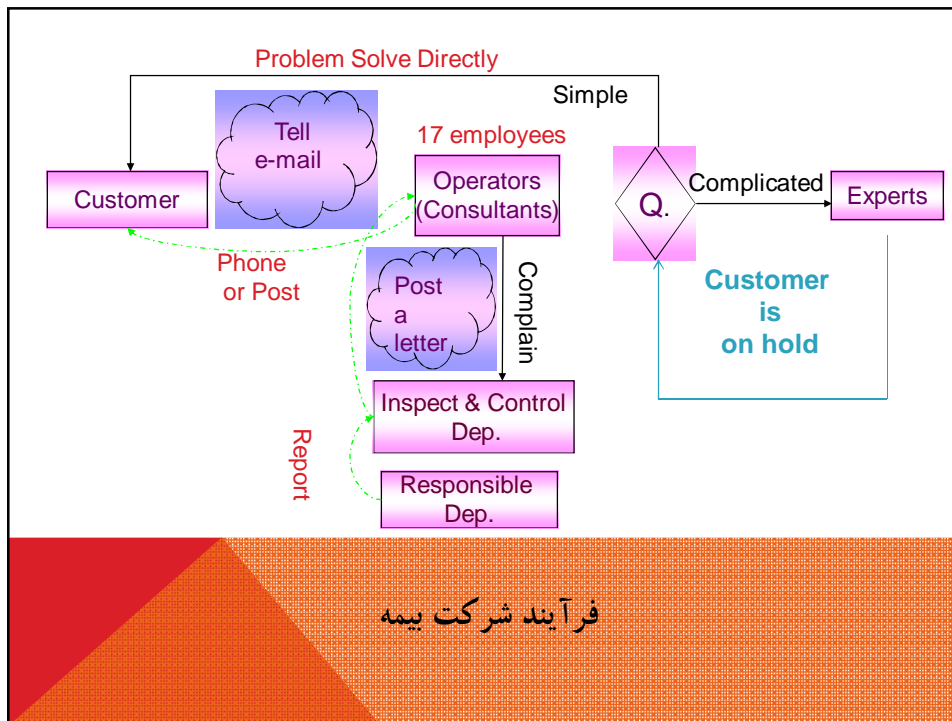 Problem Solve Directly
Simple
Tell
e-mail
17 employees
Customer
Operators
(Consultants)
Q.
Complicated
Experts
Phone
or Post
Post
a
letter
Complain
Customer
is
on hold
Inspect & Control
Dep.
Report
Responsible
Dep.
فرآیند شرکت بیمه